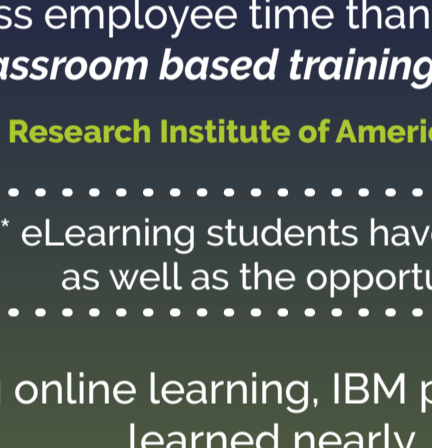 ss employee time than
assroom based training
Research Institute of Ameri
* eLearning students hav
as well as the opportu
online learning, IBM p
learned nearly